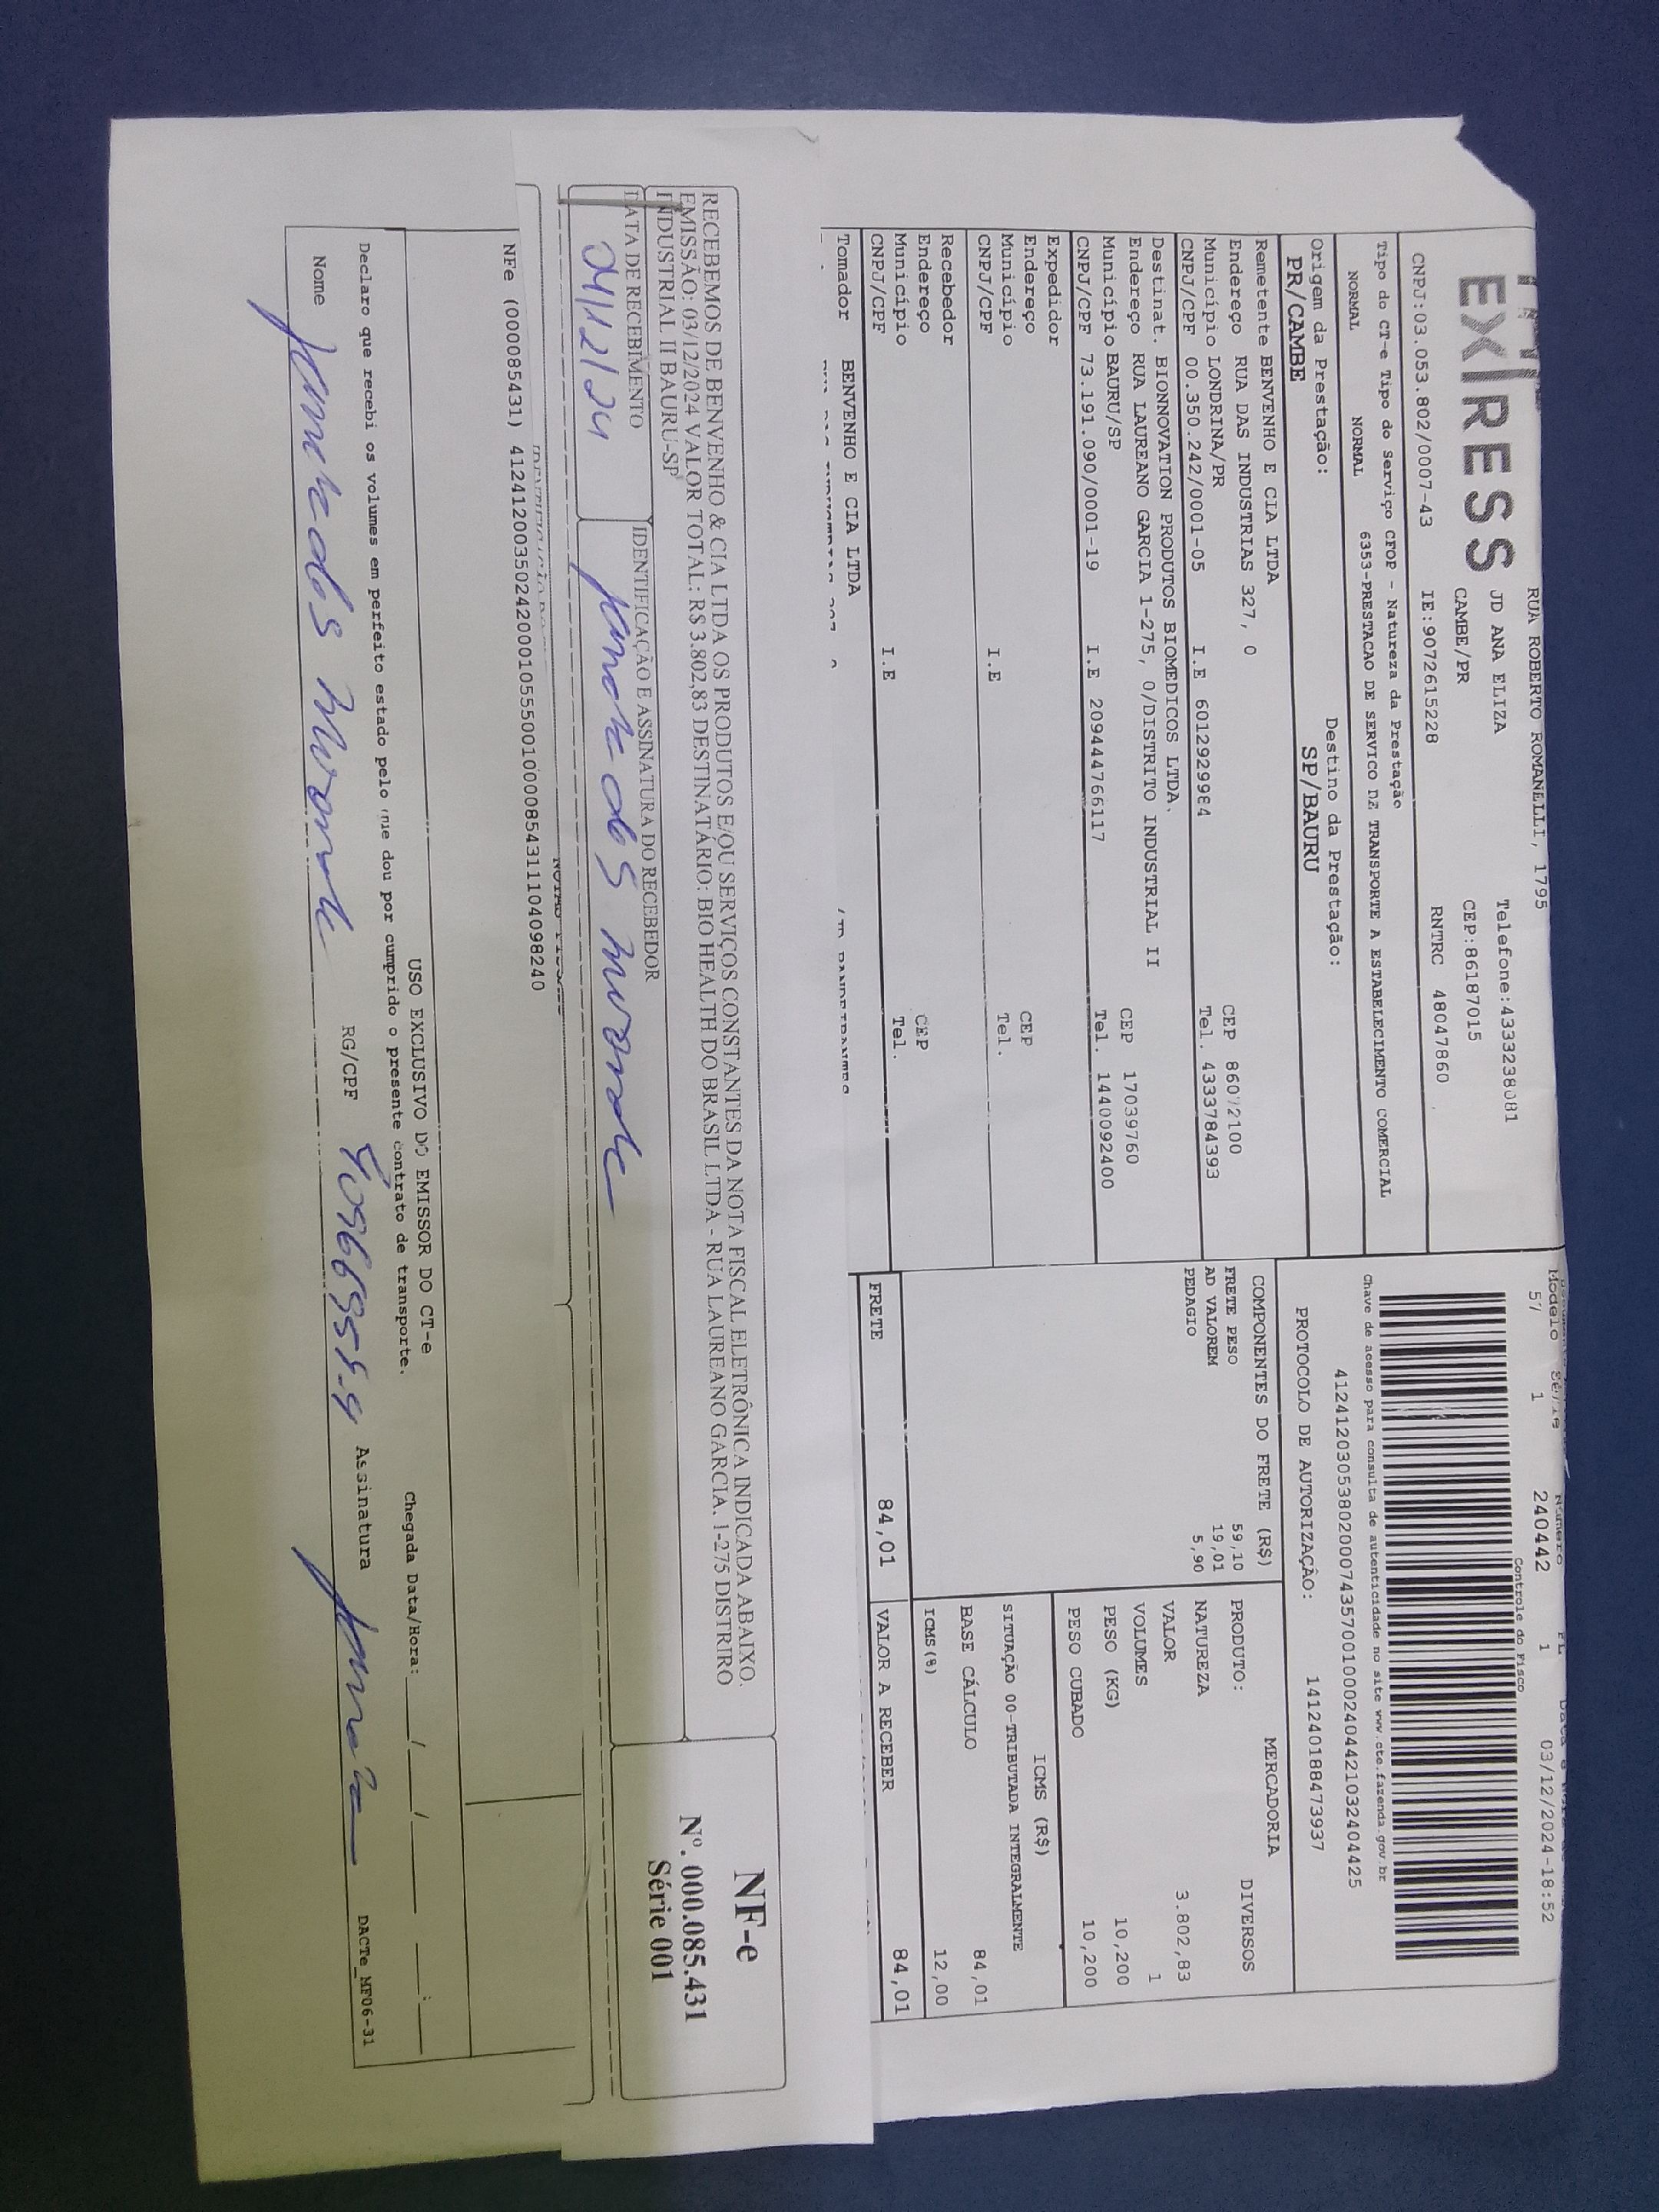 EXPRESS
RUA ROBERTO ROMANELLI, 1795
JD ANA ELIZA
Telefone:4333238081
CAMBE/PR
CEP:86187015
CNPJ:03.053.802/0007-43 IE:9072615228 RNTRC 48047860
Tipo do CT-e Tipo do Serviço CFOP - Natureza da Prestação
NORMAL NORMAL 6353-PRESTACAO DE SERVICO DE TRANSPORTE A ESTABELECIMENTO COMERCIAL
Origem da Prestação: Destino da Prestação:
PR/CAMBE SP/BAURU
Remetente BENVENHO E CIA LTDA
Endereço RUA DAS INDUSTRIAS 327, 0 CEP 86072100
Município LONDRINA/PR Tel. 4333784393
CNPJ/CPF 00.350.242/0001-05 I.E 6012929984
Destinat. BIONNOVATION PRODUTOS BIOMEDICOS LTDA.
Endereço RUA LAUREANO GARCIA 1-275, 0/DISTRITO INDUSTRIAL II CEP 17039760
Município BAURU/SP Tel. 1440092400
CNPJ/CPF 73.191.090/0001-19 I.E 209444766117
Expedidor
Endereço CEP
Município Tel.
CNPJ/CPF I.E
Recebedor
Endereço CEP
Município Tel.
CNPJ/CPF I.E
Tomador BENVENHO E CIA LTDA
Modelo Série Número FL
57 1 240442 1 03/12/2024-18:52
Controle do Fisco
Chave de acesso para consulta de autenticidade no site www.cte.fazenda.gov.br
41241203053802000743570010002404421032404425
PROTOCOLO DE AUTORIZAÇÃO: 141240188473937
COMPONENTES DO FRETE (R$)
FRETE PESO 59,10
AD VALOREM 19,01
PEDAGIO 5,90
MERCADORIA
PRODUTO: DIVERSOS
NATUREZA
VALOR 3.802,83
VOLUMES 1
PESO (KG) 10,200
PESO CUBADO 10,200
ICMS (R$)
SITUAÇÃO 00-TRIBUTADA INTEGRALMENTE
BASE CÁLCULO 84,01
ICMS(%) 12,00
FRETE 84,01 VALOR A RECEBER 84,01
RECEBEMOS DE BENVENHO & CIA LTDA OS PRODUTOS E/OU SERVIÇOS CONSTANTES DA NOTA FISCAL ELETRÔNICA INDICADA ABAIXO.
EMISSÃO: 03/12/2024 VALOR TOTAL: R$ 3.802,83 DESTINATÁRIO: BIO HEALTH DO BRASIL LTDA - RUA LAUREANO GARCIA, 1-275 DISTRIRO
INDUSTRIAL II BAURU-SP
DATA DE RECEBIMENTO IDENTIFICAÇÃO E ASSINATURA DO RECEBEDOR
04/12/24
NF-e
Nº. 000.085.431
Série 001
NFe (000085431) 41241200350242000105550010000854311104098240
USO EXCLUSIVO DO EMISSOR DO CT-e
Declaro que recebi os volumes em perfeito estado pelo que dou por cumprido o presente contrato de transporte.
Chegada Data/Hora: ___/___/____ ___:___
Nome RG/CPF Assinatura
DACTe_MF06-31